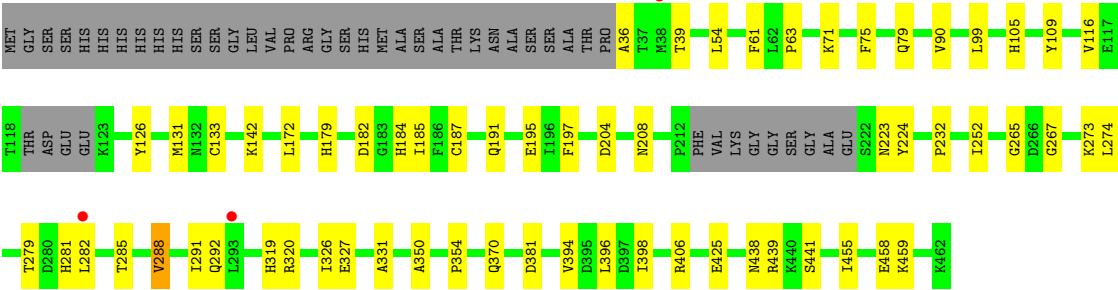 MET GLY SER SER HIS HIS HIS HIS HIS HIS SER SER GLY LEU VAL PRO ARG GLY SER HIS MET ALA SER ALA THR LYS ASN ALA SER SER ALA THR PRO A36 T37 M38 T39 L54 F61 L62 P63 K71 F75 Q79 V90 L99 H105 Y109 V116 E117
T118 THR ASP GLU GLU K123 Y126 M131 N132 C133 K142 L172 H179 D182 G183 H184 I185 F186 C187 Q191 E195 I196 F197 D204 N208 P212 PHE VAL LYS GLY GLY SER GLY ALA GLU S222 N223 Y224 P232 I252 G265 D266 G267 K273 L274
T279 D280 H281 L282 T285 V288 I291 Q292 L293 H319 R320 I326 E327 A331 A350 P354 Q370 D381 V394 D395 L396 D397 I398 R406 E425 N438 R439 K440 S441 I455 E458 K459 K462